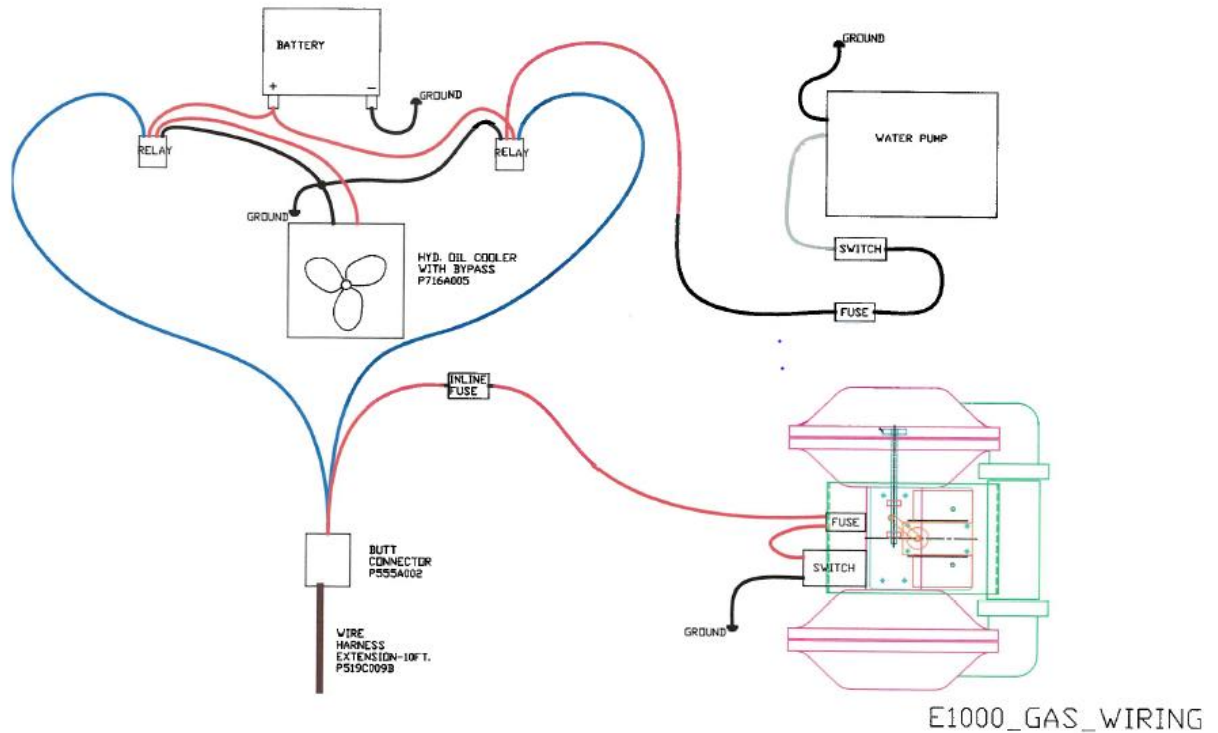 BATTERY
+
-
GROUND
GROUND
WATER PUMP
RELAY
RELAY
GROUND
SWITCH
HYD. OIL COOLER
WITH BYPASS
P716A005
FUSE
INLINE
FUSE
FUSE
BUTT
CONNECTOR
P555A002
SWITCH
GROUND
WIRE
HARNESS
EXTENSION-10FT.
P519C009B
E1000_GAS_WIRING